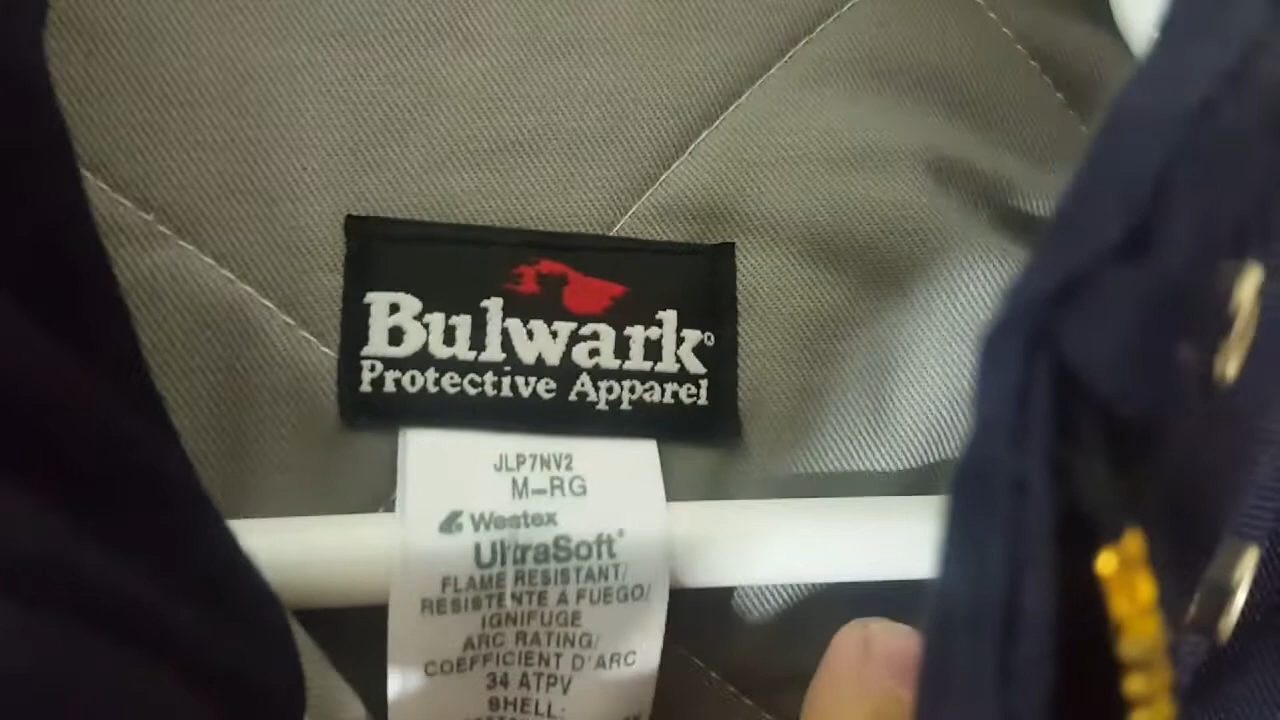 Bulwark®
Protective Apparel
JLP7NV2
M-RG
Westex
UltraSoft®
FLAME RESISTANT/
RESISTENTE A FUEGO/
IGNIFUGE
ARC RATING/
COEFFICIENT D'ARC
34 ATPV
SHELL: